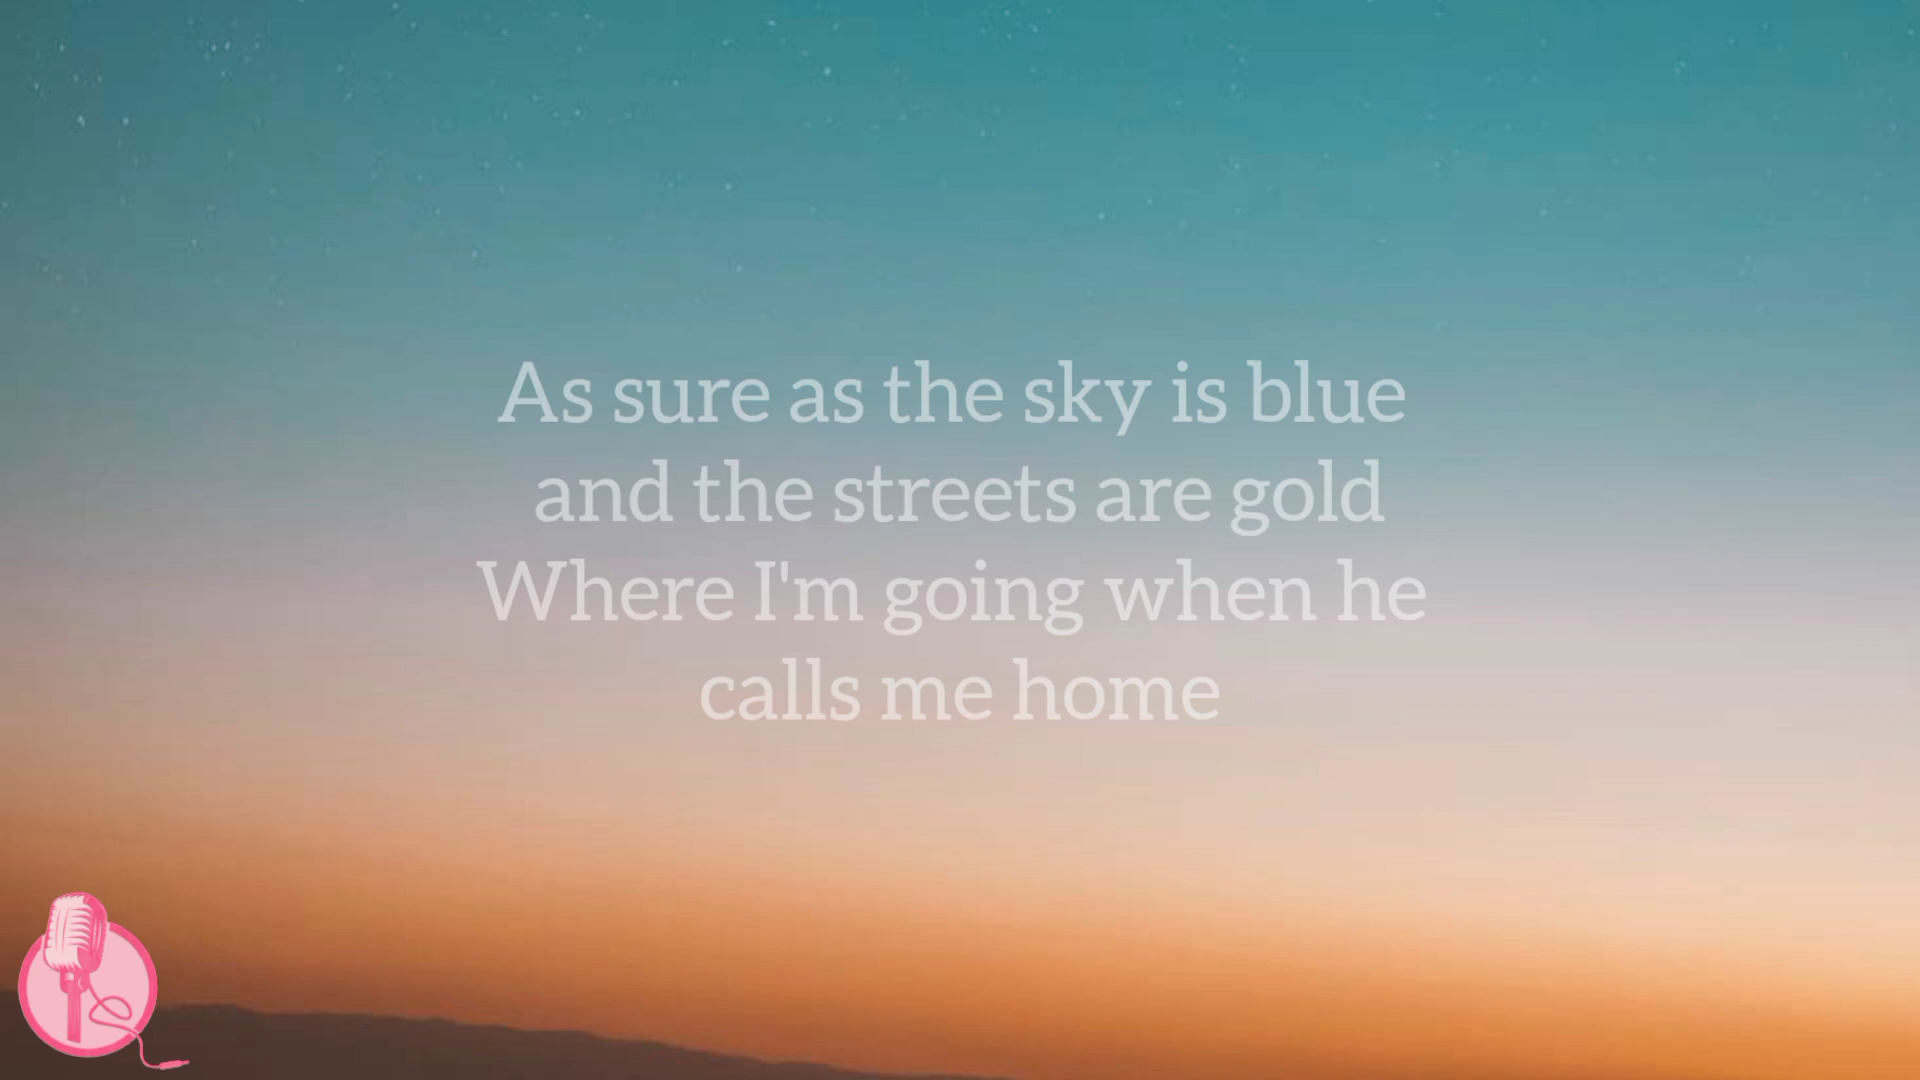 As sure as the sky is blue
and the streets are gold
Where I'm going when he
calls me home